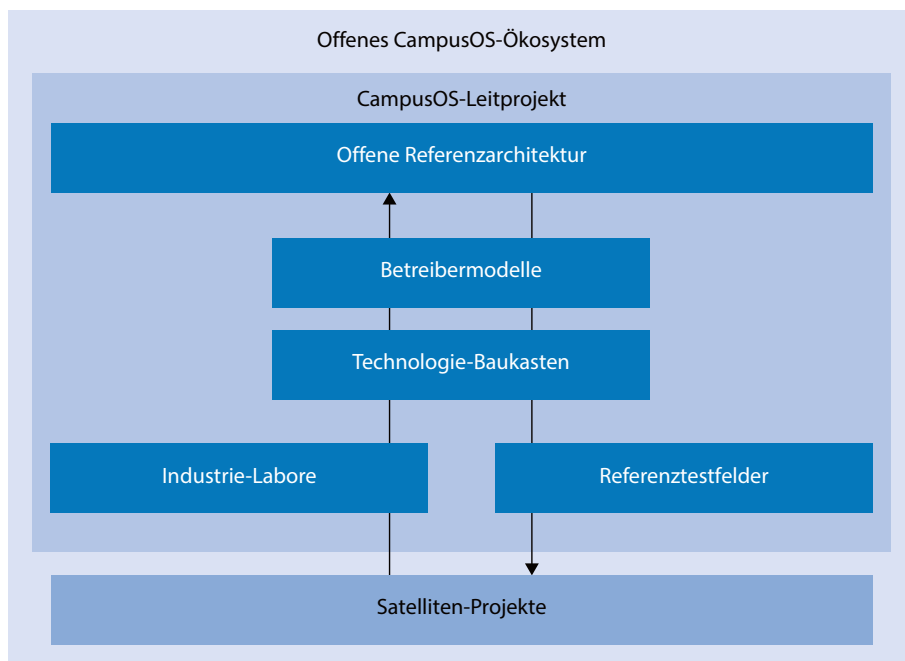 Offenes CampusOS-Ökosystem
CampusOS-Leitprojekt
Offene Referenzarchitektur
Betreibermodelle
Technologie-Baukasten
Industrie-Labore
Referenztestfelder
Satelliten-Projekte